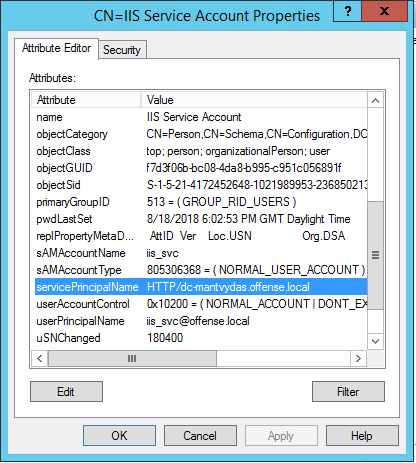 CN=IIS Service Account Properties
? x
Attribute Editor Security
Attributes:
Attribute Value
name IIS Service Account
objectCategory CN=Person,CN=Schema,CN=Configuration,DC
objectClass top; person; organizationalPerson; user
objectGUID f7d3f06b-bc08-4da8-b995-c951c056891f
objectSid S-1-5-21-4172452648-1021989953-236850213
primaryGroupID 513 = ( GROUP_RID_USERS )
pwdLastSet 8/18/2018 6:02:53 PM GMT Daylight Time
replPropertyMetaD... AttID Ver Loc.USN Org.DSA
sAMAccountName iis_svc
sAMAccountType 805306368 = ( NORMAL_USER_ACCOUNT )
servicePrincipalName HTTP/dc-mantvydas.offense.local
userAccountControl 0x10200 = ( NORMAL_ACCOUNT | DONT_EX
userPrincipalName iis_svc@offense.local
uSNChanged 180400
Edit Filter
OK Cancel Apply Help